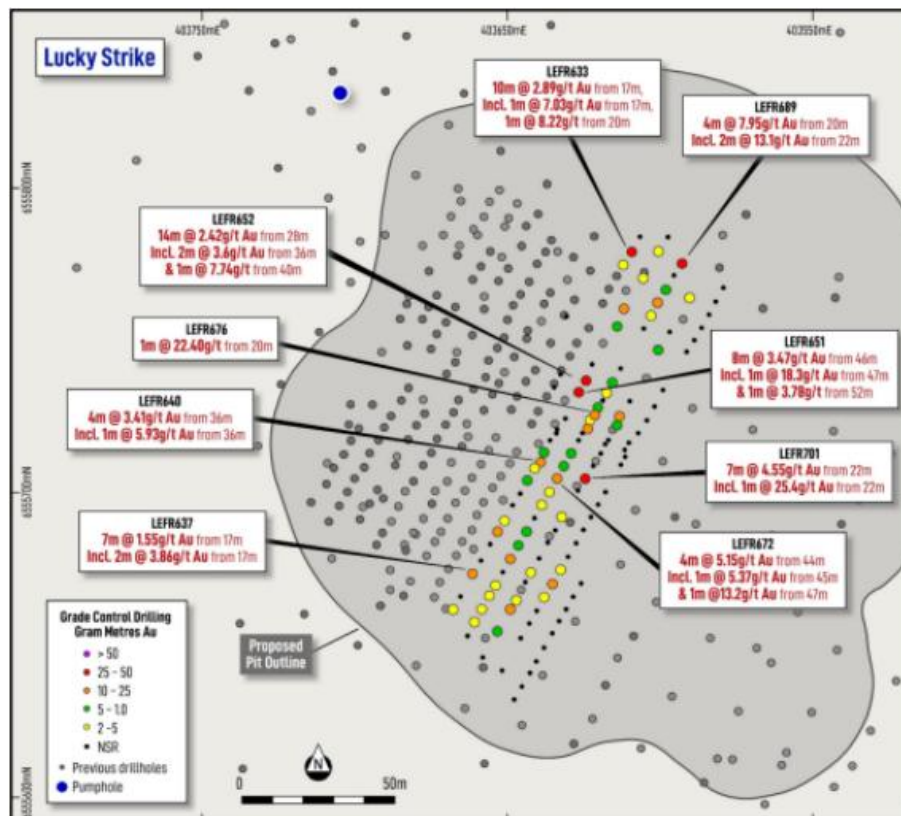 403750mE
403650mE
403550mE
Lucky Strike
LEFR633
10m @ 2.89g/t Au from 17m,
Incl. 1m @ 7.03g/t Au from 17m,
1m @ 8.22g/t from 20m
LEFR689
4m @ 7.95g/t Au from 20m
Incl. 2m @ 13.1g/t Au from 22m
6555800mN
LEFR652
14m @ 2.42g/t Au from 28m
Incl. 2m @ 3.6g/t Au from 36m
& 1m @ 7.74g/t from 40m
LEFR676
1m @ 22.40g/t from 20m
LEFR651
8m @ 3.47g/t Au from 46m
Incl. 1m @ 18.3g/t Au from 47m
& 1m @ 3.78g/t from 52m
LEFR640
4m @ 3.41g/t Au from 36m
Incl. 1m @ 5.93g/t Au from 36m
LEFR701
7m @ 4.55g/t Au from 22m
Incl. 1m @ 25.4g/t Au from 22m
6555700mN
LEFR637
7m @ 1.55g/t Au from 17m
Incl. 2m @ 3.86g/t Au from 17m
LEFR672
4m @ 5.15g/t Au from 44m
Incl. 1m @ 5.37g/t Au from 45m
& 1m @13.2g/t Au from 47m
Proposed
Pit Outline
Grade Control Drilling
Gram Metres Au
> 50
25 - 50
10 - 25
5 - 1.0
2 - 5
NSR
Previous drillholes
Pumphole
N
0
50m
6555600mN